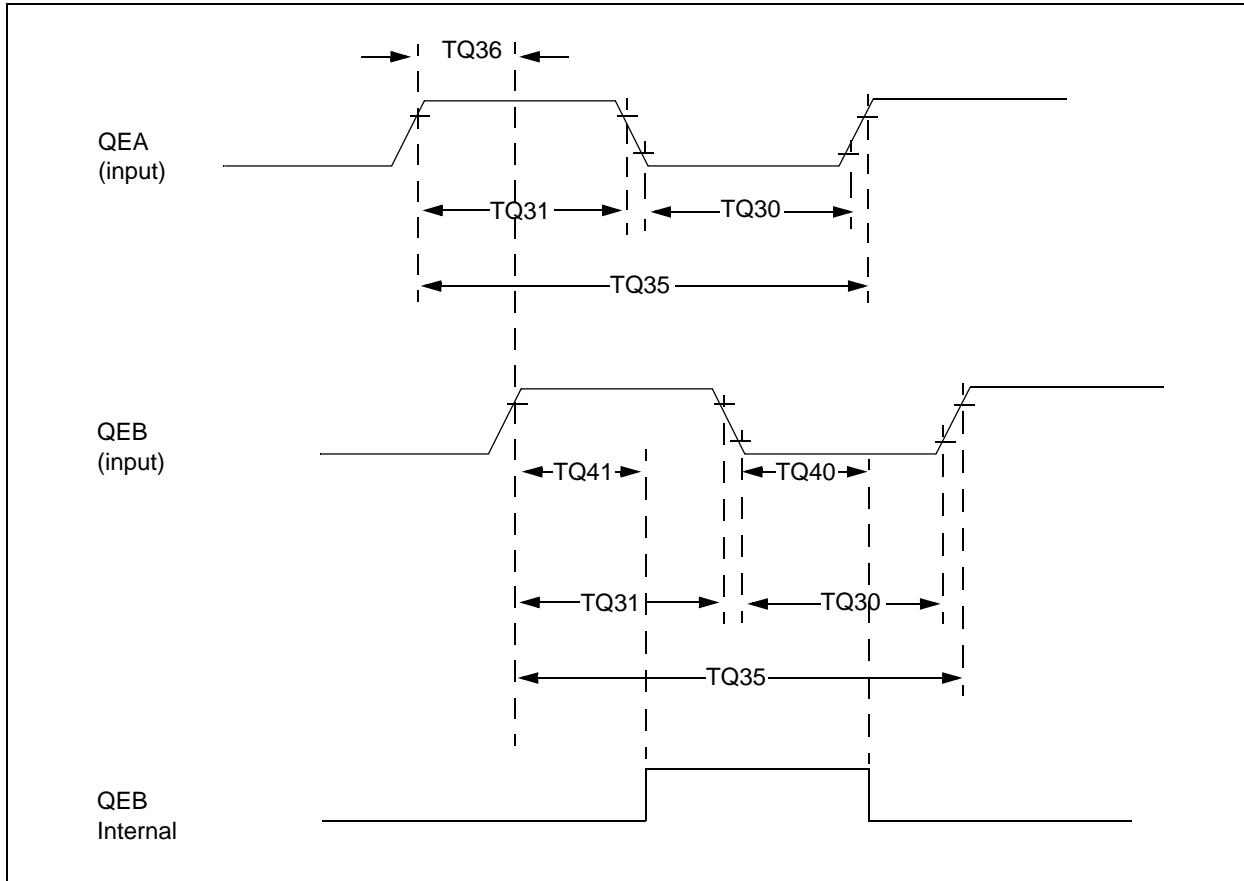 TQ36
QEA
(input)
TQ31
TQ30
TQ35
QEB
(input)
TQ41
TQ40
TQ31
TQ30
TQ35
QEB
Internal